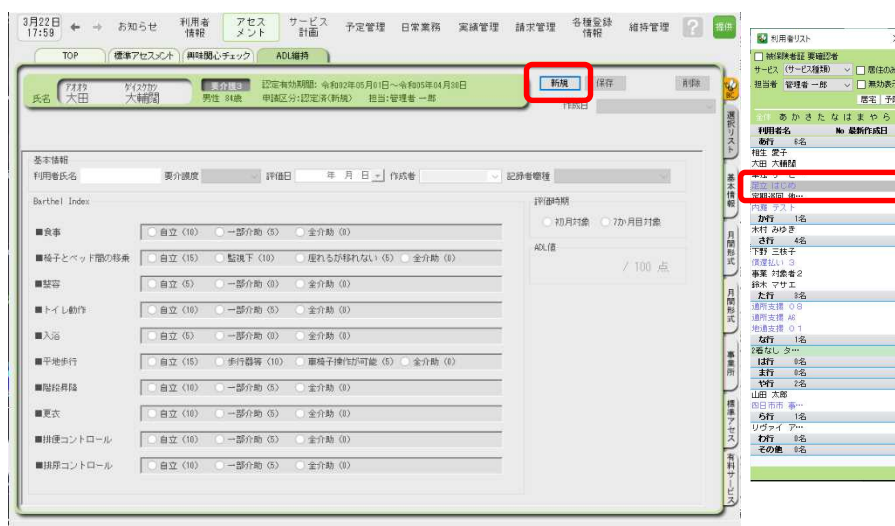 3月22日
17:59
← → お知らせ 利用者情報 アセスメント サービス計画 予定管理 日常業務 実績管理 請求管理 各種登録情報 維持管理 ? 提供
TOP 標準アセスメント 興味関心チェック ADL維持
氏名 大田 大輔 要介護3 認定有効期間: 令和02年05月01日～令和05年04月30日
男性 84歳 申請区分:認定済(新規) 担当:管理者 一郎
新規 保存 削除
作成日
基本情報
利用者氏名 要介護度 評価日 年 月 日 作成者 記録者職種
Barthel Index
■食事 自立 (10) 一部介助 (5) 全介助 (0)
■椅子とベッド間の移乗 自立 (15) 監視下 (10) 座れるが移れない (5) 全介助 (0)
■整容 自立 (5) 一部介助 (0) 全介助 (0)
■トイレ動作 自立 (10) 一部介助 (5) 全介助 (0)
■入浴 自立 (5) 一部介助 (0) 全介助 (0)
■平地歩行 自立 (15) 歩行器等 (10) 車椅子操作が可能 (5) 全介助 (0)
■階段昇降 自立 (10) 一部介助 (5) 全介助 (0)
■更衣 自立 (10) 一部介助 (5) 全介助 (0)
■排便コントロール 自立 (10) 一部介助 (5) 全介助 (0)
■排尿コントロール 自立 (10) 一部介助 (5) 全介助 (0)
評価時期
初月対象 7か月目対象
ADL値
/ 100 点
選択リスト
基本情報
月間形式
月間形式
事業所
標準アセス
有料サービス
利用者リスト
被保険者証 要確認者
サービス (サービス種類) 居住のみ
担当者 管理者 一郎 無効表示
居宅 予
全件 あ か さ た な は ま や ら
利用者名 No 最新作成日
あ行 6名
相生 愛子
大田 大輔
足立 はじめ
定期巡回 他…
内難 テスト
か行 1名
木村 みゆき
さ行 4名
下野 三枝子
償還払い 3
事業 対象者2
鈴木 マサエ
た行 3名
通所支援 08
通所支援 A6
地通支援 01
な行 1名
2番なし タ…
は行 0名
ま行 0名
や行 2名
山田 太郎
四日市市 事…
ら行 1名
リヴァイ ア…
わ行 0名
その他 0名